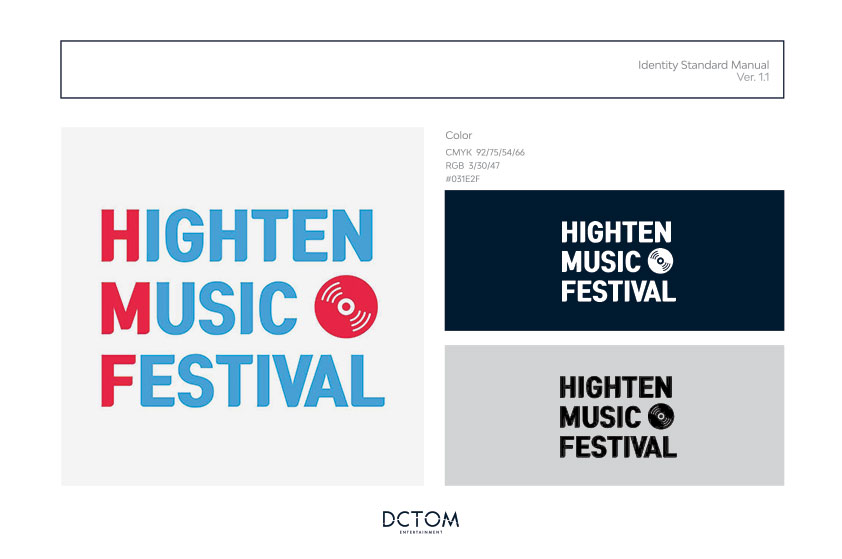 Identity Standard Manual
Ver. 1.1
HIGHTEN
MUSIC
FESTIVAL
Color
CMYK 92/75/54/66
RGB 3/30/47
#031E2F
HIGHTEN
MUSIC
FESTIVAL
HIGHTEN
MUSIC
FESTIVAL
DCTOM
ENTERTAINMENT